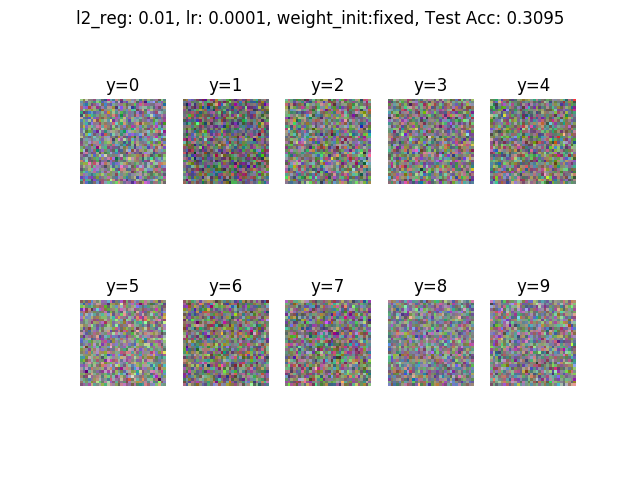 l2_reg: 0.01, lr: 0.0001, weight_init:fixed, Test Acc: 0.3095
y=0 y=1 y=2 y=3 y=4
y=5 y=6 y=7 y=8 y=9